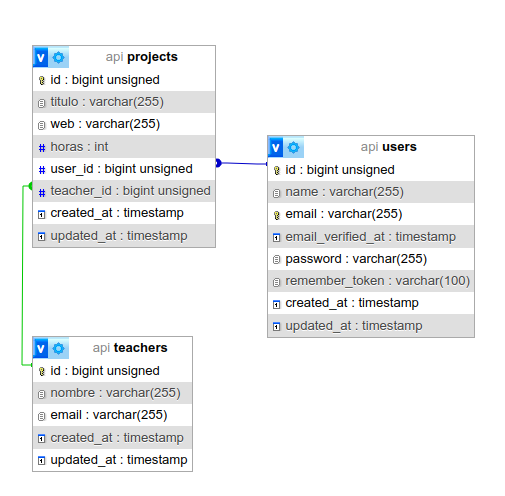 v api projects
id : bigint unsigned
titulo : varchar(255)
web : varchar(255)
# horas : int
# user_id : bigint unsigned
# teacher_id : bigint unsigned
created_at : timestamp
updated_at : timestamp
v api users
id : bigint unsigned
name : varchar(255)
email : varchar(255)
email_verified_at : timestamp
password : varchar(255)
remember_token : varchar(100)
created_at : timestamp
updated_at : timestamp
v api teachers
id : bigint unsigned
nombre : varchar(255)
email : varchar(255)
created_at : timestamp
updated_at : timestamp